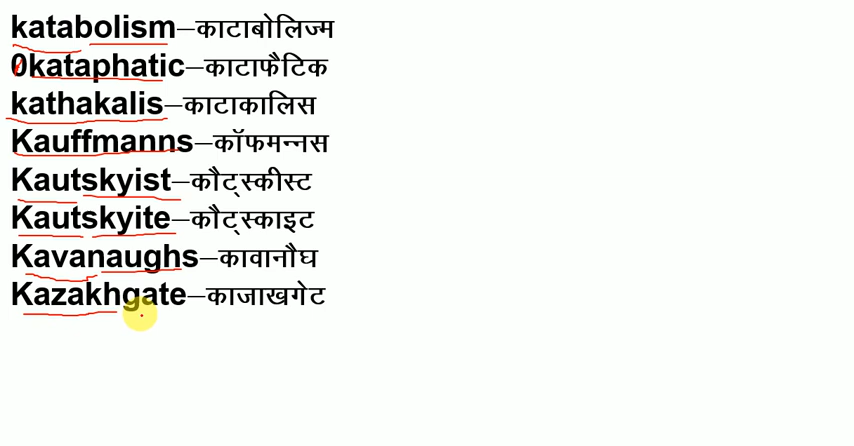 katabolism–काटाबोलिज्म
0kataphatic–काटाफैटिक
kathakalis–काटाकालिस
Kauffmanns–कॉफमन्नस
Kautskyist–कौट्स्कीस्ट
Kautskyite–कौट्स्काइट
Kavanaughs–कावानौघ
Kazakhgate–काजाखगेट